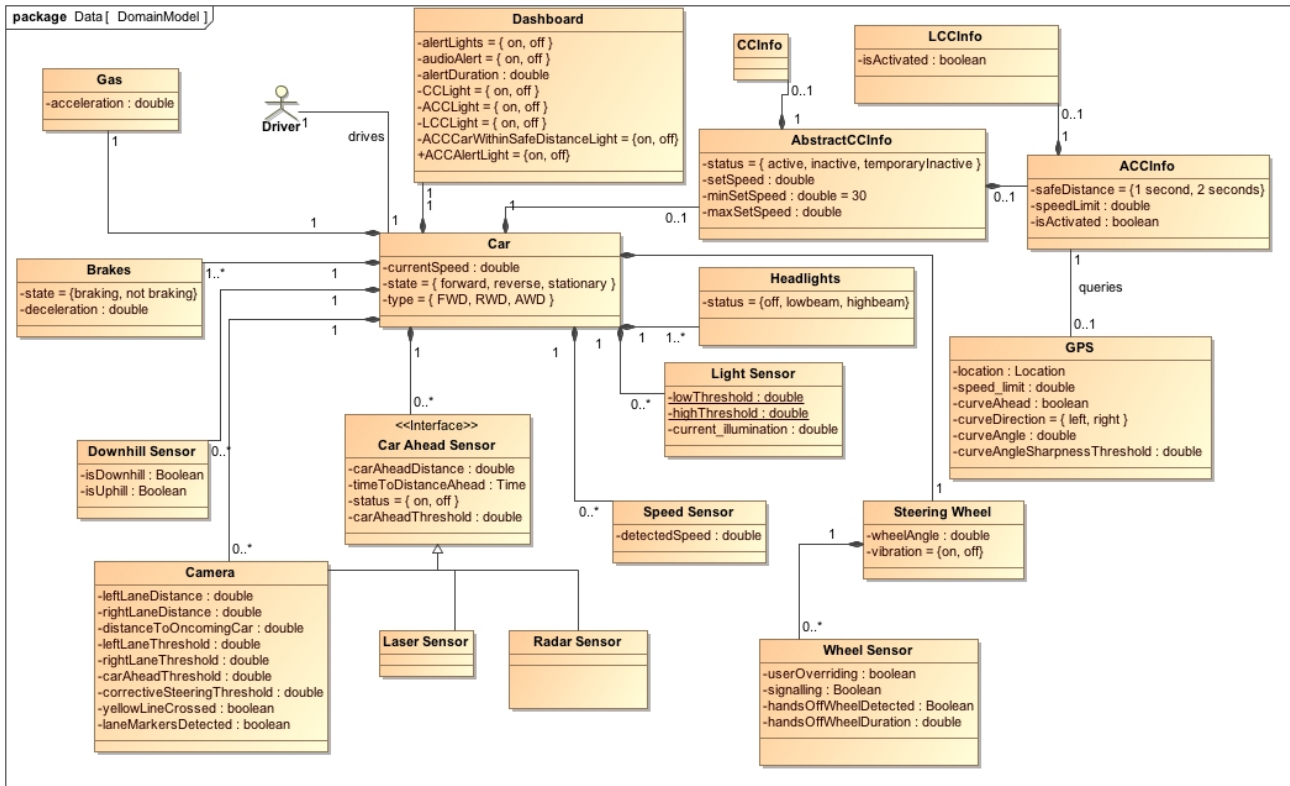 package Data [ DomainModel ]
Dashboard
-alertLights = { on, off }
-audioAlert = { on, off }
-alertDuration : double
-CCLight = { on, off }
-ACCLight = { on, off }
-LCCLight = { on, off }
-ACCCarWithinSafeDistanceLight = {on, off}
+ACCAlertLight = {on, off}
CCInfo
LCCInfo
-isActivated : boolean
Gas
-acceleration : double
Driver
1
drives
1
0..1
1
0..1
1
AbstractCCInfo
-status = { active, inactive, temporaryInactive }
-setSpeed : double
-minSetSpeed : double = 30
-maxSetSpeed : double
ACCInfo
-safeDistance = {1 second, 2 seconds}
-speedLimit : double
-isActivated : boolean
0..1
1
1
1
1
1
0..1
Car
-currentSpeed : double
-state = { forward, reverse, stationary }
-type = { FWD, RWD, AWD }
Brakes
-state = {braking, not braking}
-deceleration : double
1..*
1
1
1
Headlights
-status = {off, lowbeam, highbeam}
1
queries
0..1
1
1
1
1
1..*
GPS
-location : Location
-speed_limit : double
-curveAhead : boolean
-curveDirection = { left, right }
-curveAngle : double
-curveAngleSharpnessThreshold : double
Light Sensor
-lowThreshold : double
-highThreshold : double
-current_illumination : double
0..*
0..*
<<Interface>>
Car Ahead Sensor
-carAheadDistance : double
-timeToDistanceAhead : Time
-status = { on, off }
-carAheadThreshold : double
Downhill Sensor
-isDownhill : Boolean
-isUphill : Boolean
0..*
0..*
Speed Sensor
-detectedSpeed : double
1
Steering Wheel
-wheelAngle : double
-vibration = {on, off}
1
0..*
0..*
Camera
-leftLaneDistance : double
-rightLaneDistance : double
-distanceToOncomingCar : double
-leftLaneThreshold : double
-rightLaneThreshold : double
-carAheadThreshold : double
-correctiveSteeringThreshold : double
-yellowLineCrossed : boolean
-laneMarkersDetected : boolean
Laser Sensor
Radar Sensor
Wheel Sensor
-userOverriding : boolean
-signalling : Boolean
-handsOffWheelDetected : Boolean
-handsOffWheelDuration : double